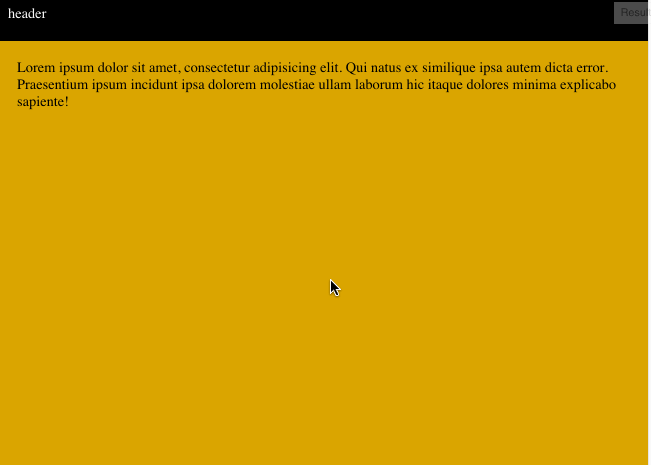 header
Lorem ipsum dolor sit amet, consectetur adipisicing elit. Qui natus ex similique ipsa autem dicta error.
Praesentium ipsum incidunt ipsa dolorem molestiae ullam laborum hic itaque dolores minima explicabo
sapiente!